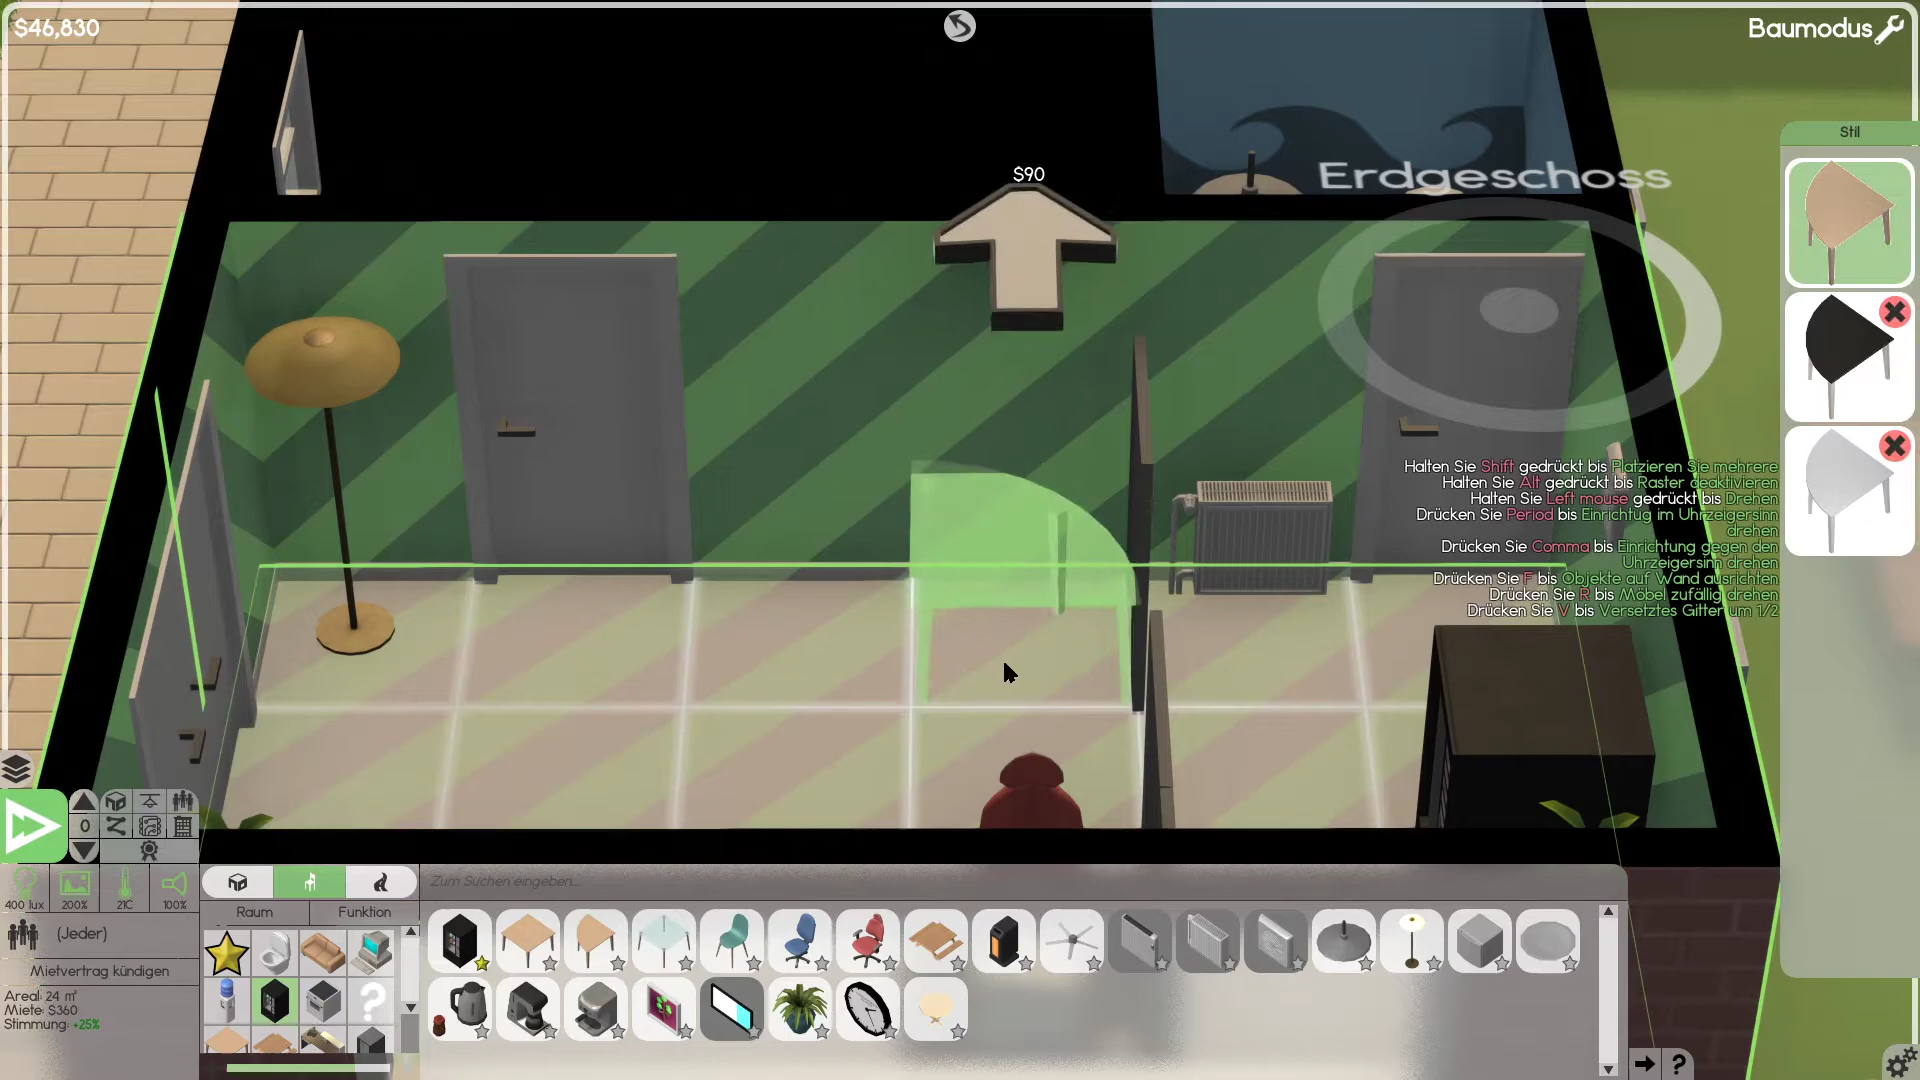 $46,830
Baumodus
Stil
$90
Erdgeschoss
Halten Sie Shift gedrückt bis Platzieren Sie mehrere
Halten Sie Alt gedrückt bis Raster deaktivieren
Halten Sie Left mouse gedrückt bis Drehen
Drücken Sie Period bis Einrichtug im Uhrzeigersinn
drehen
Drücken Sie Comma bis Einrichtung gegen den
Uhrzeigersinn drehen
Drücken Sie F bis Objekte auf Wand ausrichten
Drücken Sie R bis Möbel zufällig drehen
Drücken Sie V bis Versetztes Gitter um 1/2
0
400 lux
200%
21C
100%
Zum Suchen eingeben...
Raum
Funktion
(Jeder)
Mietvertrag kündigen
Areal: 24 m²
Miete: $360
Stimmung: +25%
?
?